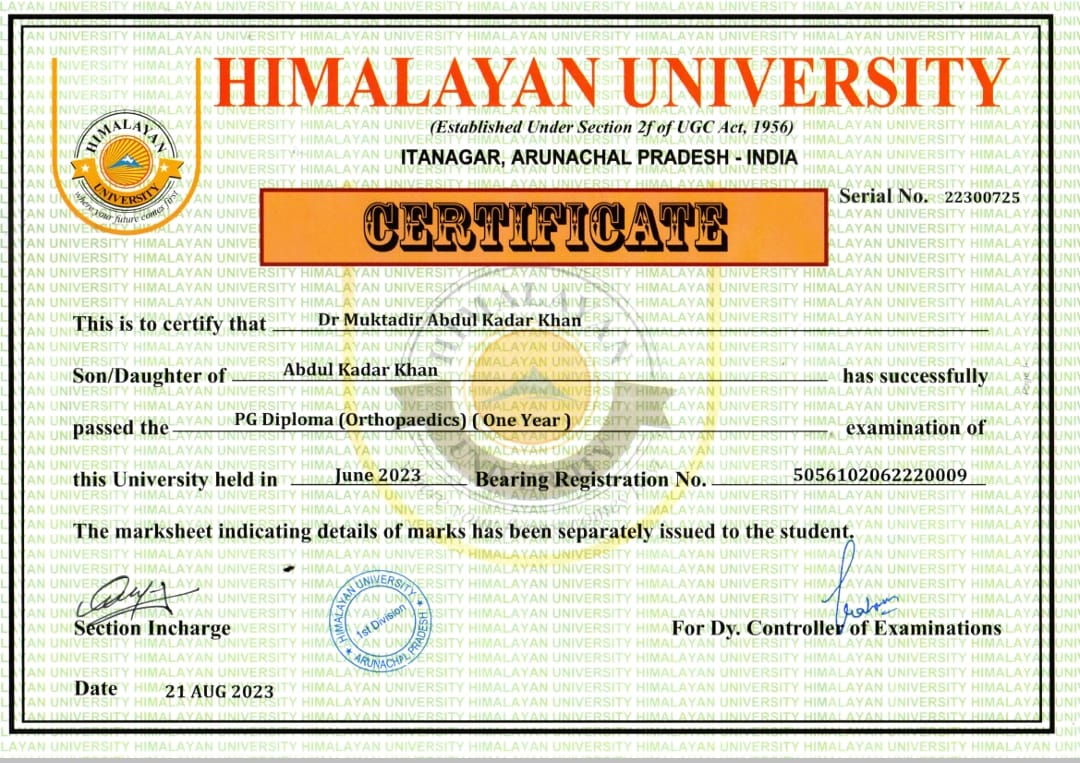 HIMALAYAN UNIVERSITY
(Established Under Section 2f of UGC Act, 1956)
ITANAGAR, ARUNACHAL PRADESH - INDIA
HIMALAYAN
UNIVERSITY
where your future comes first
Serial No. 22300725
CERTIFICATE
This is to certify that Dr Muktadir Abdul Kadar Khan
Son/Daughter of Abdul Kadar Khan has successfully
passed the PG Diploma (Orthopaedics) ( One Year ) examination of
this University held in June 2023 Bearing Registration No. 5056102062220009
The marksheet indicating details of marks has been separately issued to the student.
HIMALAYAN UNIVERSITY
1st Division
ARUNACHAL PRADESH
Section Incharge
For Dy. Controller of Examinations
Date 21 AUG 2023